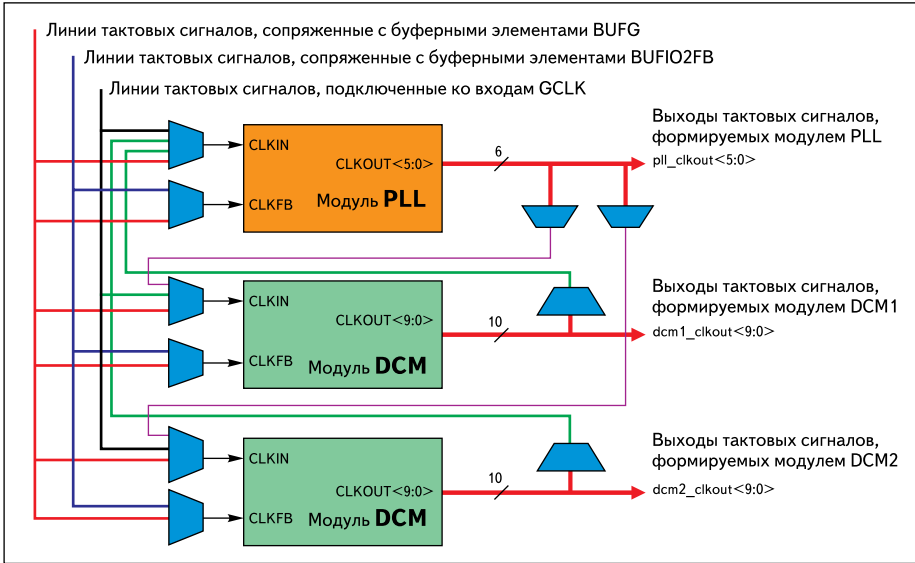 Линии тактовых сигналов, сопряженные с буферными элементами BUFG
Линии тактовых сигналов, сопряженные с буферными элементами BUFIO2FB
Линии тактовых сигналов, подключенные ко входам GCLK
CLKIN
CLKOUT<5:0>
CLKFB
Модуль PLL
6
Выходы тактовых сигналов,
формируемых модулем PLL
pll_clkout<5:0>
CLKIN
CLKOUT<9:0>
CLKFB
Модуль DCM
10
Выходы тактовых сигналов,
формируемых модулем DCM1
dcm1_clkout<9:0>
CLKIN
CLKOUT<9:0>
CLKFB
Модуль DCM
10
Выходы тактовых сигналов,
формируемых модулем DCM2
dcm2_clkout<9:0>